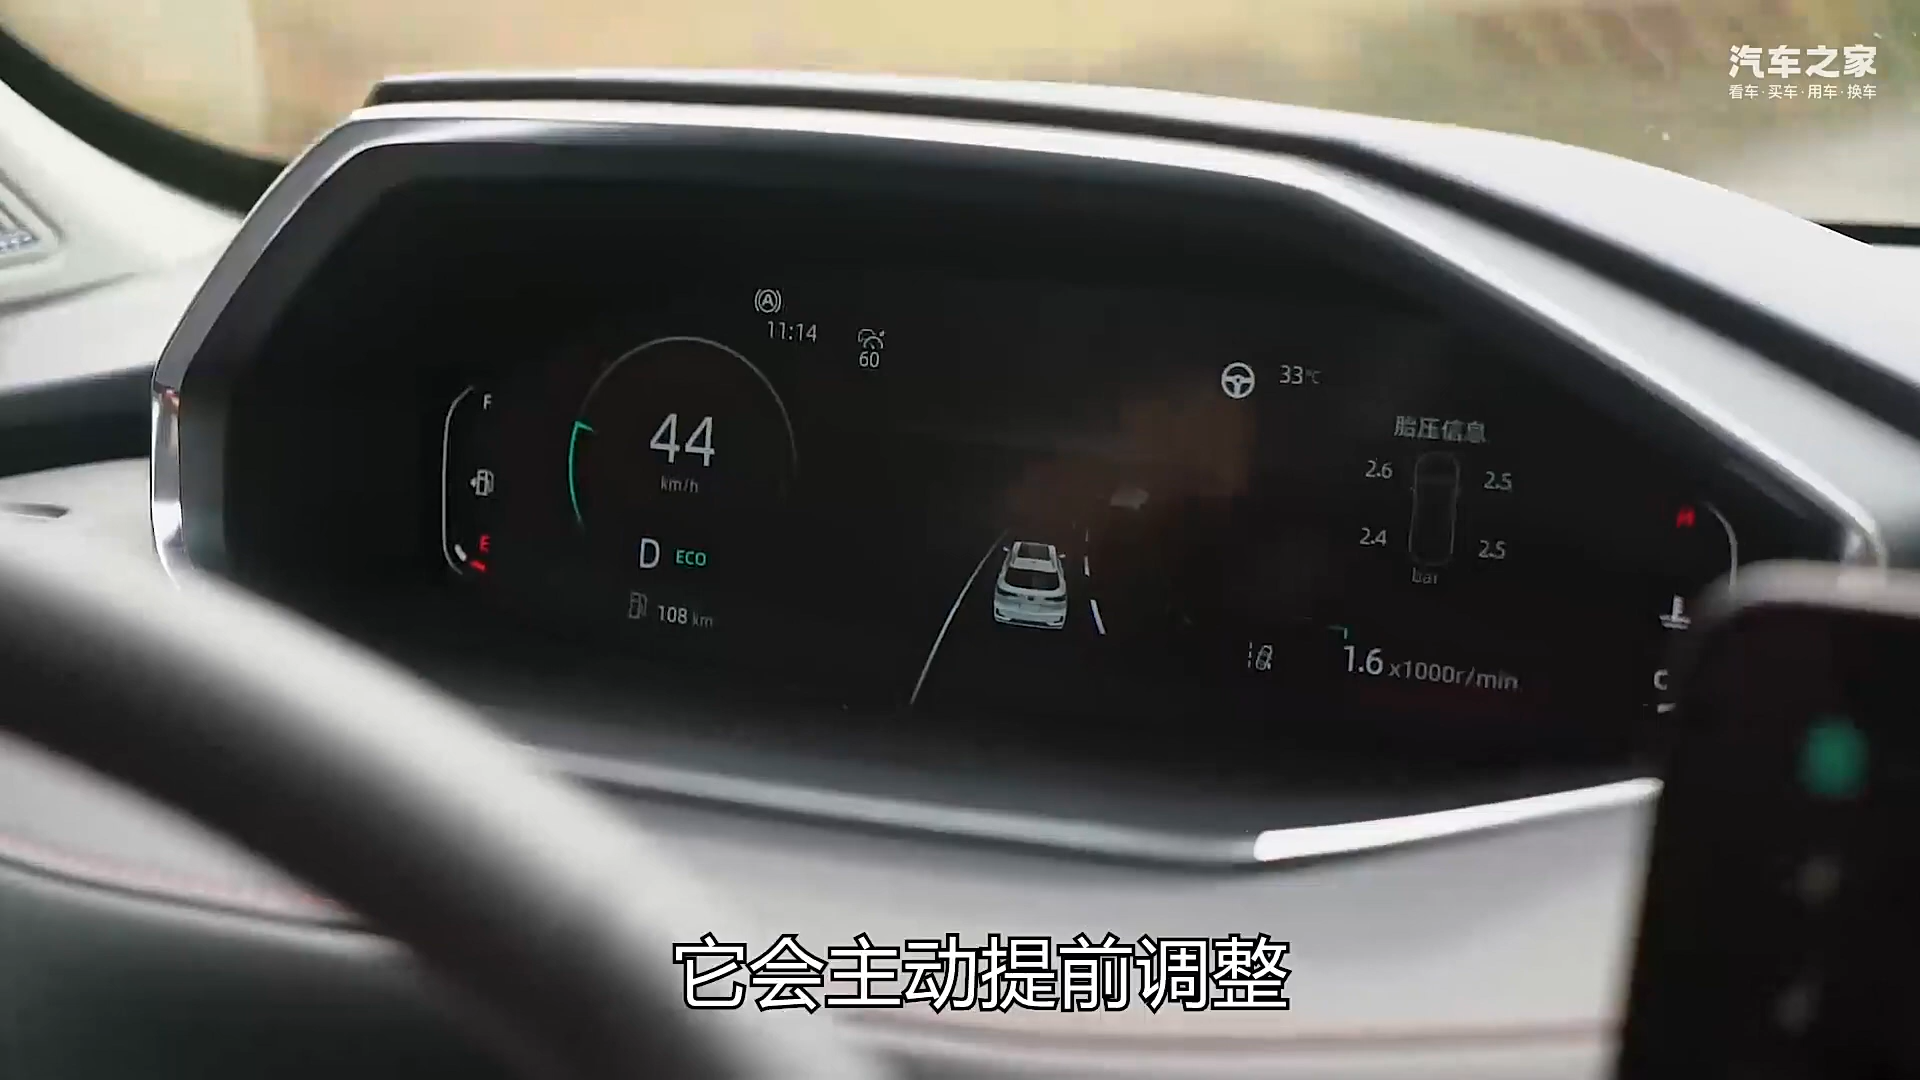 汽车之家
看车·买车·用车·换车
11:14
60
33℃
F
44
km/h
E
D ECO
108 km
胎压信息
2.6 2.5
2.4 2.5
bar
H
1.6 x1000r/min
C
它会主动提前调整